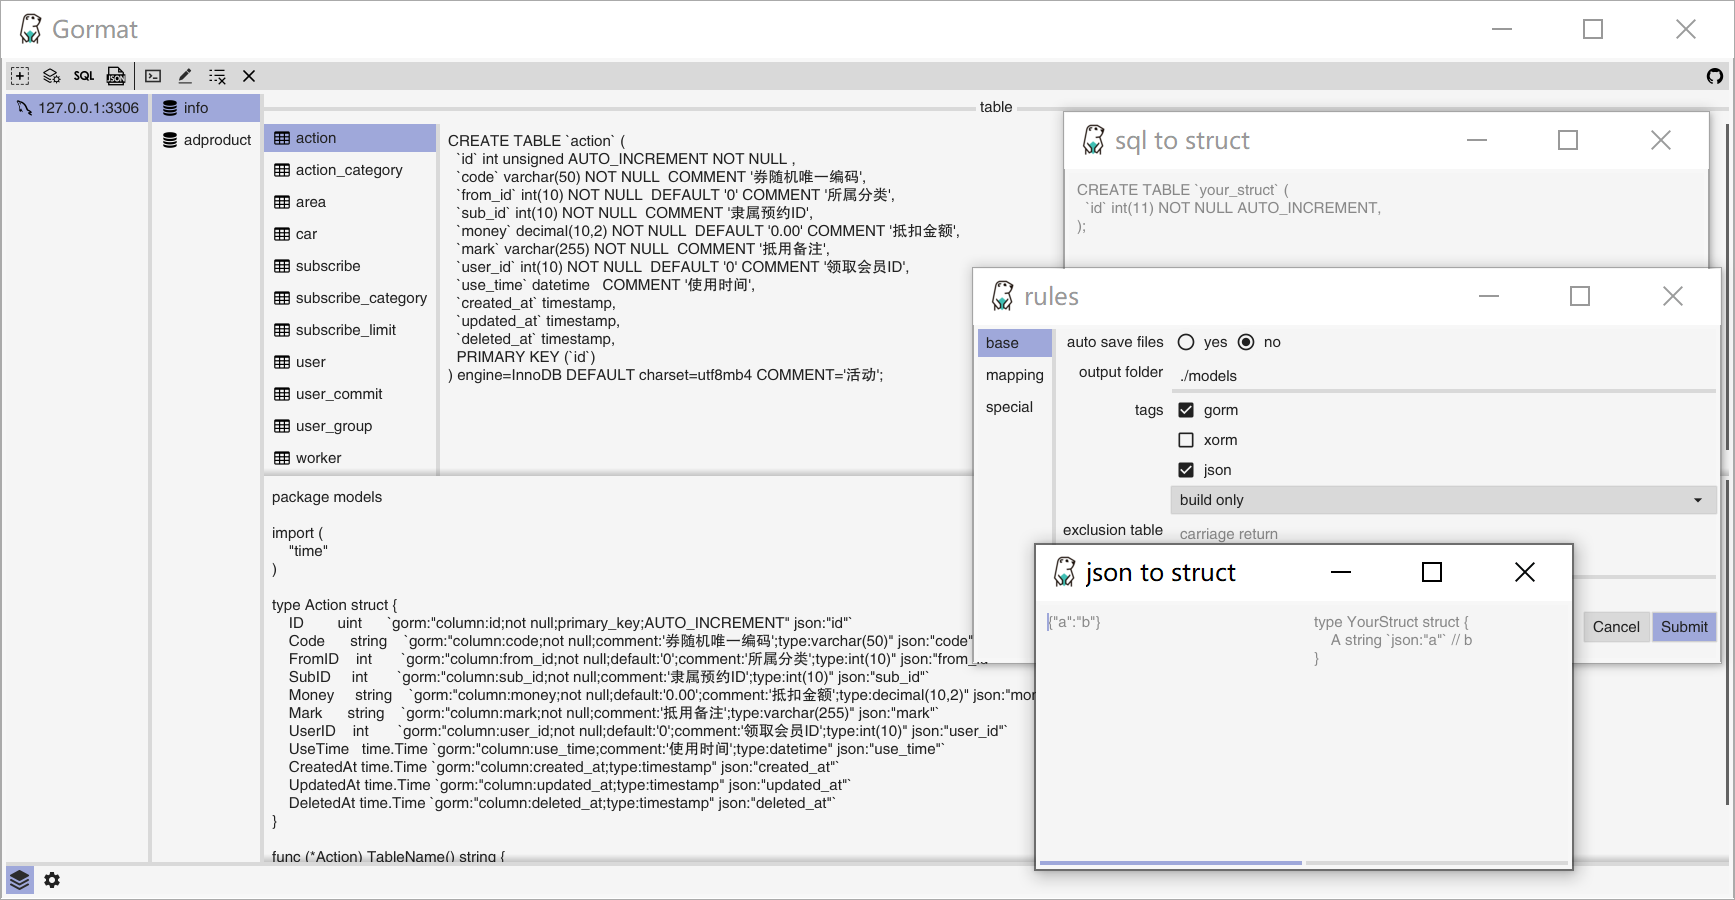 Gormat
SQL
JSON
127.0.0.1:3306
info
adproduct
table
action
action_category
area
car
subscribe
subscribe_category
subscribe_limit
user
user_commit
user_group
worker
CREATE TABLE `action` (
`id` int unsigned AUTO_INCREMENT NOT NULL ,
`code` varchar(50) NOT NULL  COMMENT '券随机唯一编码',
`from_id` int(10) NOT NULL  DEFAULT '0' COMMENT '所属分类',
`sub_id` int(10) NOT NULL  COMMENT '隶属预约ID',
`money` decimal(10,2) NOT NULL  DEFAULT '0.00' COMMENT '抵扣金额',
`mark` varchar(255) NOT NULL  COMMENT '抵用备注',
`user_id` int(10) NOT NULL  DEFAULT '0' COMMENT '领取会员ID',
`use_time` datetime   COMMENT '使用时间',
`created_at` timestamp,
`updated_at` timestamp,
`deleted_at` timestamp,
PRIMARY KEY (`id`)
) engine=InnoDB DEFAULT charset=utf8mb4 COMMENT='活动';
package models
import (
"time"
)
type Action struct {
ID uint `gorm:"column:id;not null;primary_key;AUTO_INCREMENT" json:"id"`
Code string `gorm:"column:code;not null;comment:'券随机唯一编码';type:varchar(50)" json:"code"
FromID int `gorm:"column:from_id;not null;default:'0';comment:'所属分类';type:int(10)" json:"from_id
SubID int `gorm:"column:sub_id;not null;comment:'隶属预约ID';type:int(10)" json:"sub_id"`
Money string `gorm:"column:money;not null;default:'0.00';comment:'抵扣金额';type:decimal(10,2)" json:"mon
Mark string `gorm:"column:mark;not null;comment:'抵用备注';type:varchar(255)" json:"mark"`
UserID int `gorm:"column:user_id;not null;default:'0';comment:'领取会员ID';type:int(10)" json:"user_id"`
UseTime time.Time `gorm:"column:use_time;comment:'使用时间';type:datetime" json:"use_time"`
CreatedAt time.Time `gorm:"column:created_at;type:timestamp" json:"created_at"`
UpdatedAt time.Time `gorm:"column:updated_at;type:timestamp" json:"updated_at"`
DeletedAt time.Time `gorm:"column:deleted_at;type:timestamp" json:"deleted_at"`
}
func (*Action) TableName() string {
sql to struct
CREATE TABLE `your_struct` (
`id` int(11) NOT NULL AUTO_INCREMENT,
);
rules
base
mapping
special
auto save files yes no
output folder ./models
tags gorm
xorm
json
build only
exclusion table carriage return
Cancel Submit
json to struct
{"a":"b"}
type YourStruct struct {
A string `json:"a"` // b
}